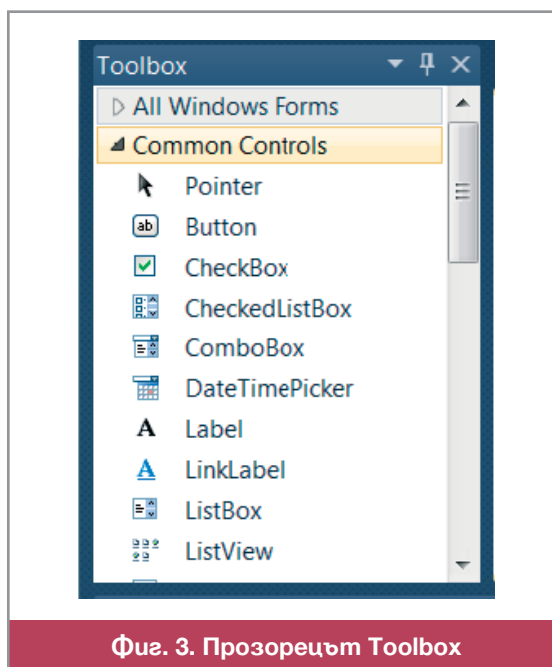 Toolbox
All Windows Forms
Common Controls
Pointer
Button
CheckBox
CheckedListBox
ComboBox
DateTimePicker
A Label
A LinkLabel
ListBox
ListView
Фиг. 3. Прозорецът Toolbox